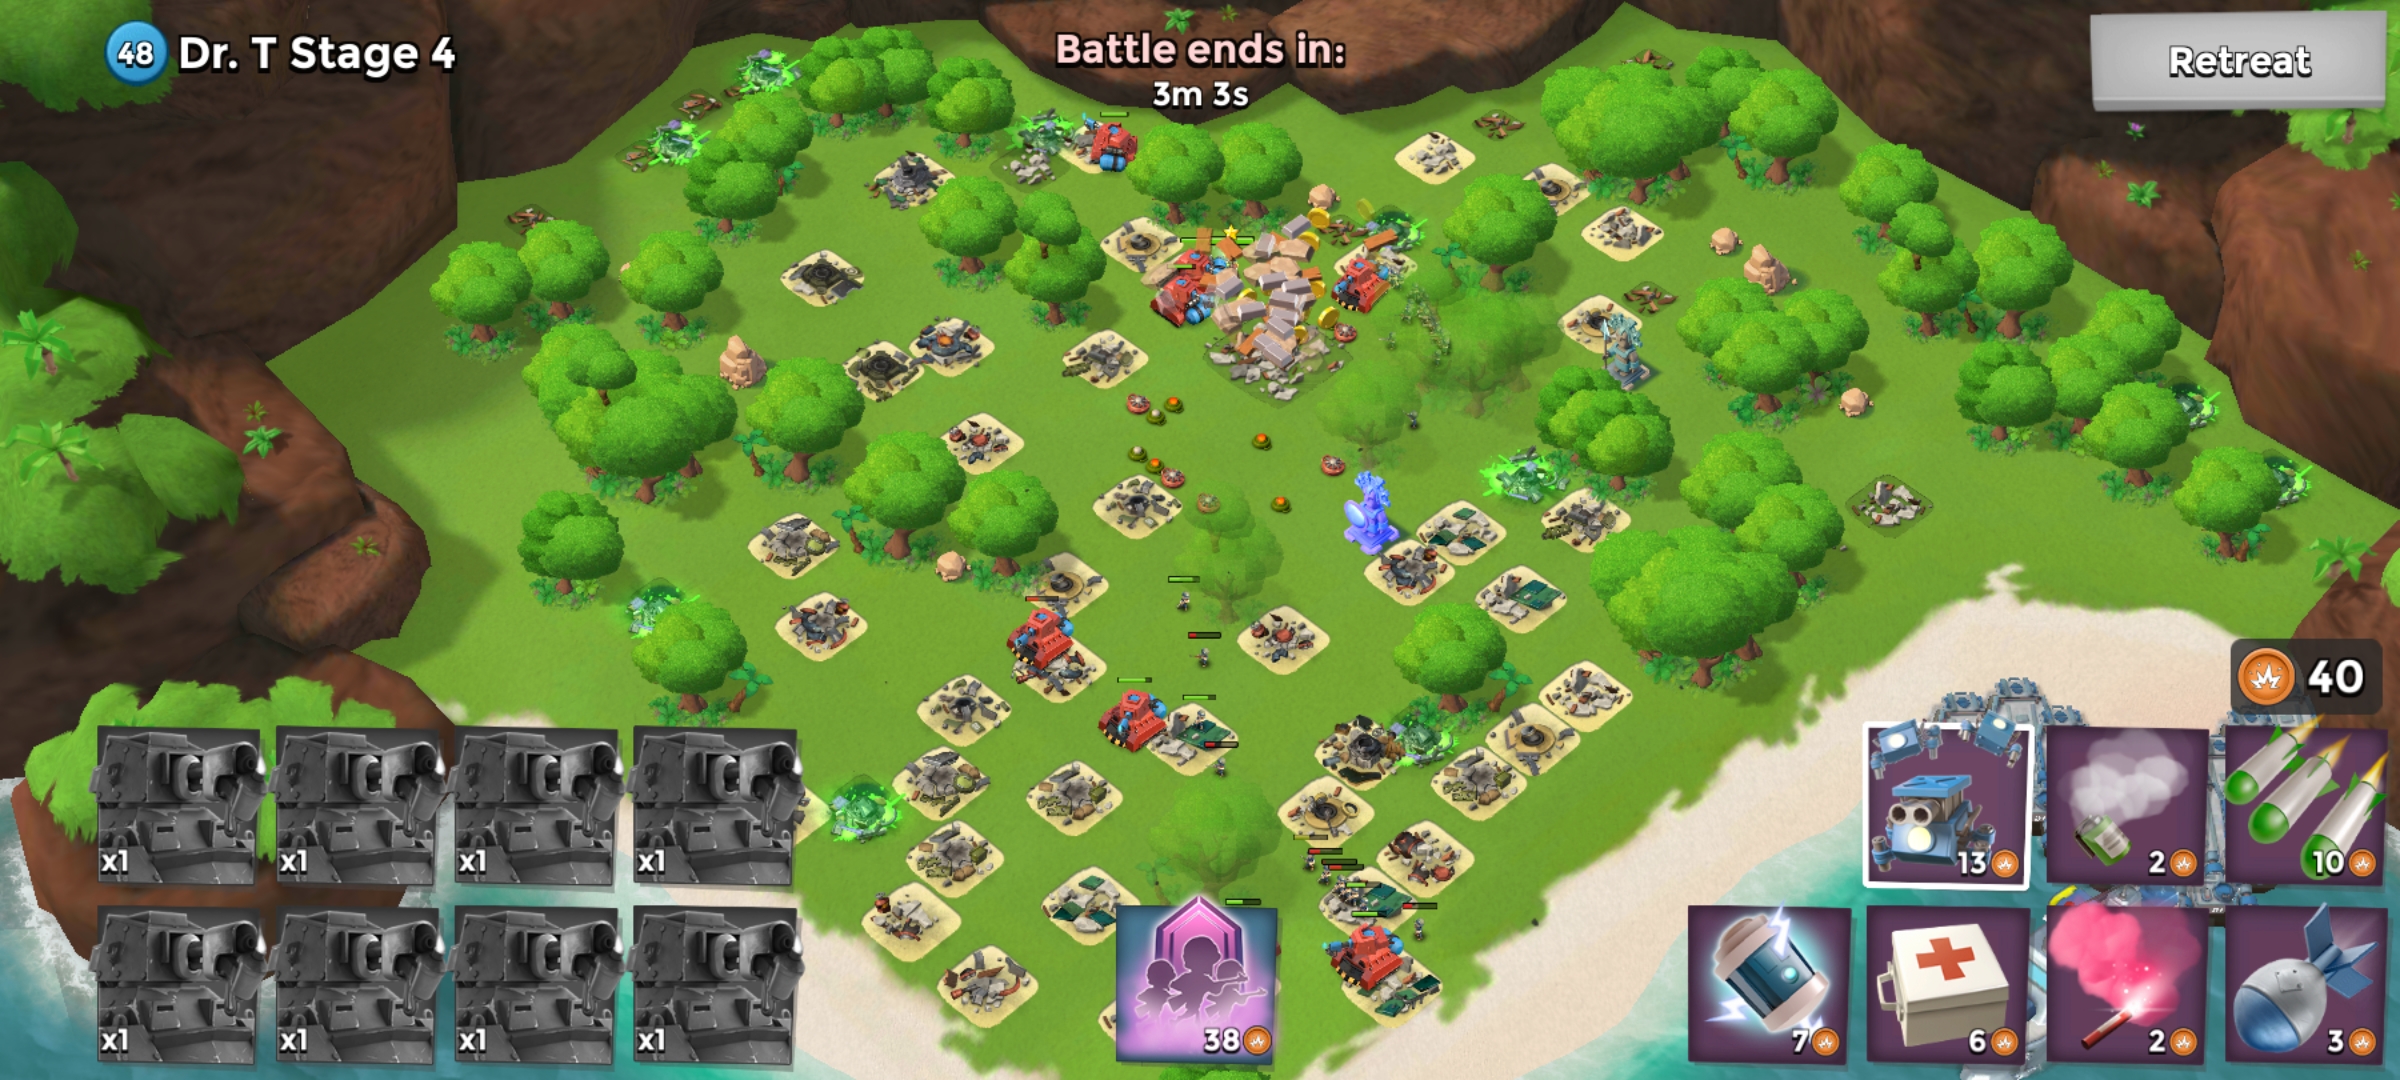 48 Dr. T Stage 4
Battle ends in:
3m 3s
Retreat
40
x1 x1 x1 x1
13 2 10
x1 x1 x1 x1
38
7 6 2 3